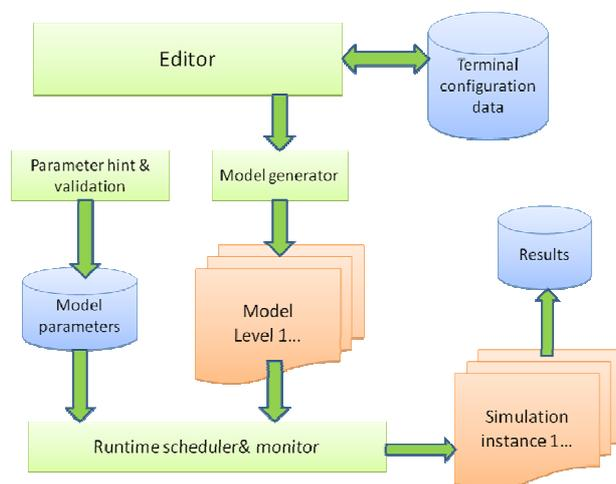 Editor
Terminal
configuration
data
Parameter hint &
validation
Model generator
Results
Model
parameters
Model
Level 1...
Simulation
instance 1...
Runtime scheduler& monitor